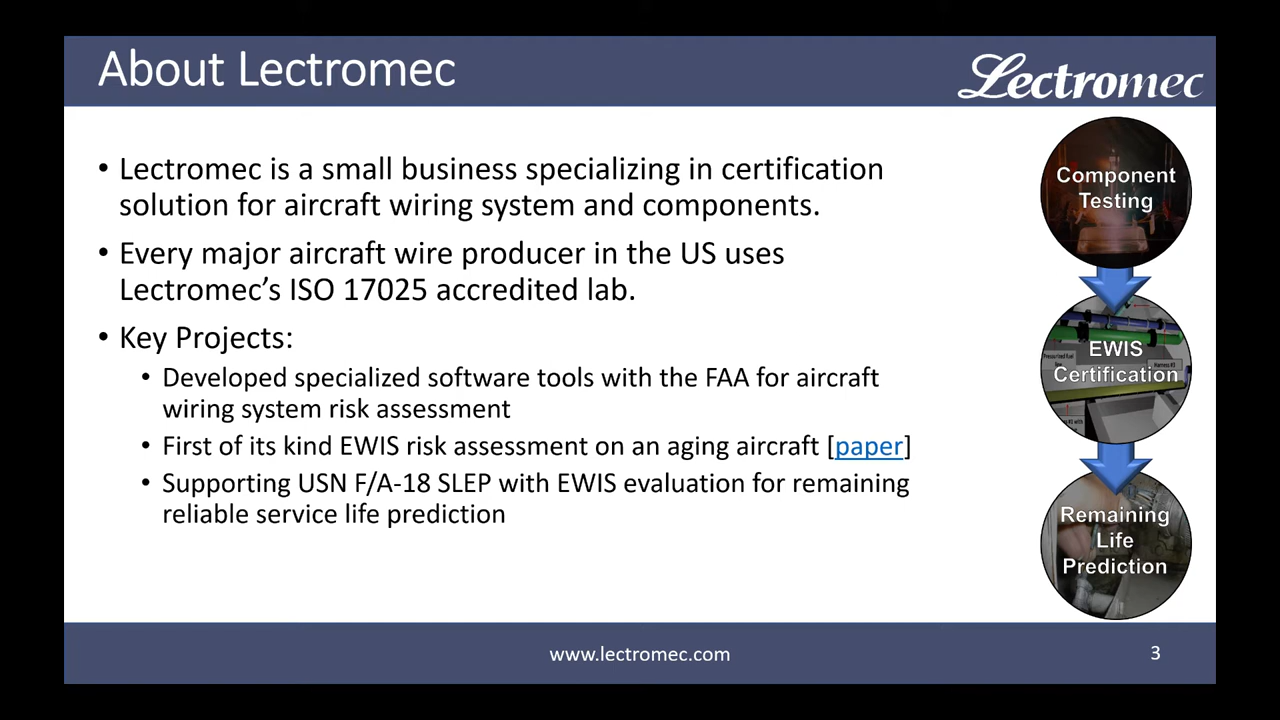 About Lectromec
Lectromec
• Lectromec is a small business specializing in certification
solution for aircraft wiring system and components.
• Every major aircraft wire producer in the US uses
Lectromec’s ISO 17025 accredited lab.
• Key Projects:
• Developed specialized software tools with the FAA for aircraft
wiring system risk assessment
• First of its kind EWIS risk assessment on an aging aircraft [paper]
• Supporting USN F/A-18 SLEP with EWIS evaluation for remaining
reliable service life prediction
Component
Testing
EWIS
Certification
Remaining
Life
Prediction
www.lectromec.com
3